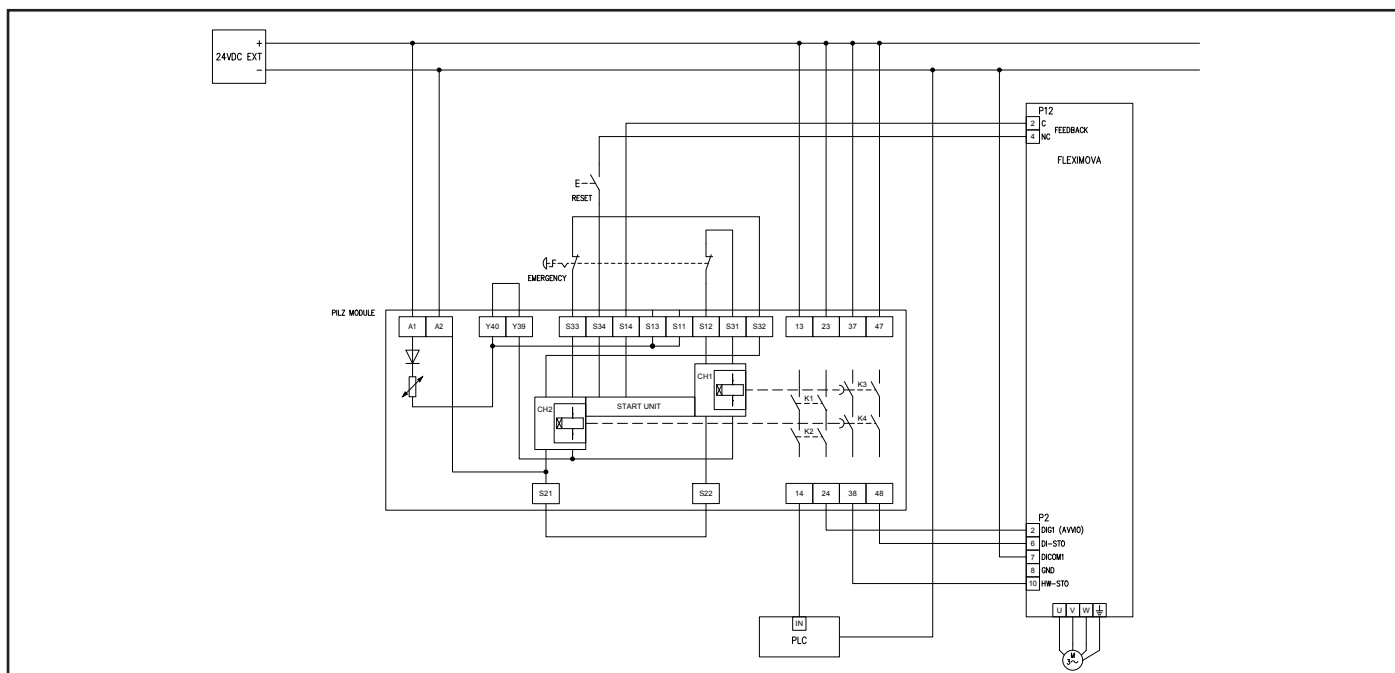 +
24VDC EXT
−
P12
2 C
FEEDBACK
4 NC
FLEXIMOVA
E
RESET
EMERGENCY
PILZ MODULE
A1 A2 Y40 Y39 S33 S34 S14 S13 S11 S12 S31 S32 13 23 37 47
CH1
K3
K1
CH2
START UNIT
K4
K2
S21 S22 14 24 38 48
P2
2 DIG1 (AVVIO)
6 DI-STO
7 DICOM1
8 GND
10 HW-STO
IN
PLC
U V W
M
3~